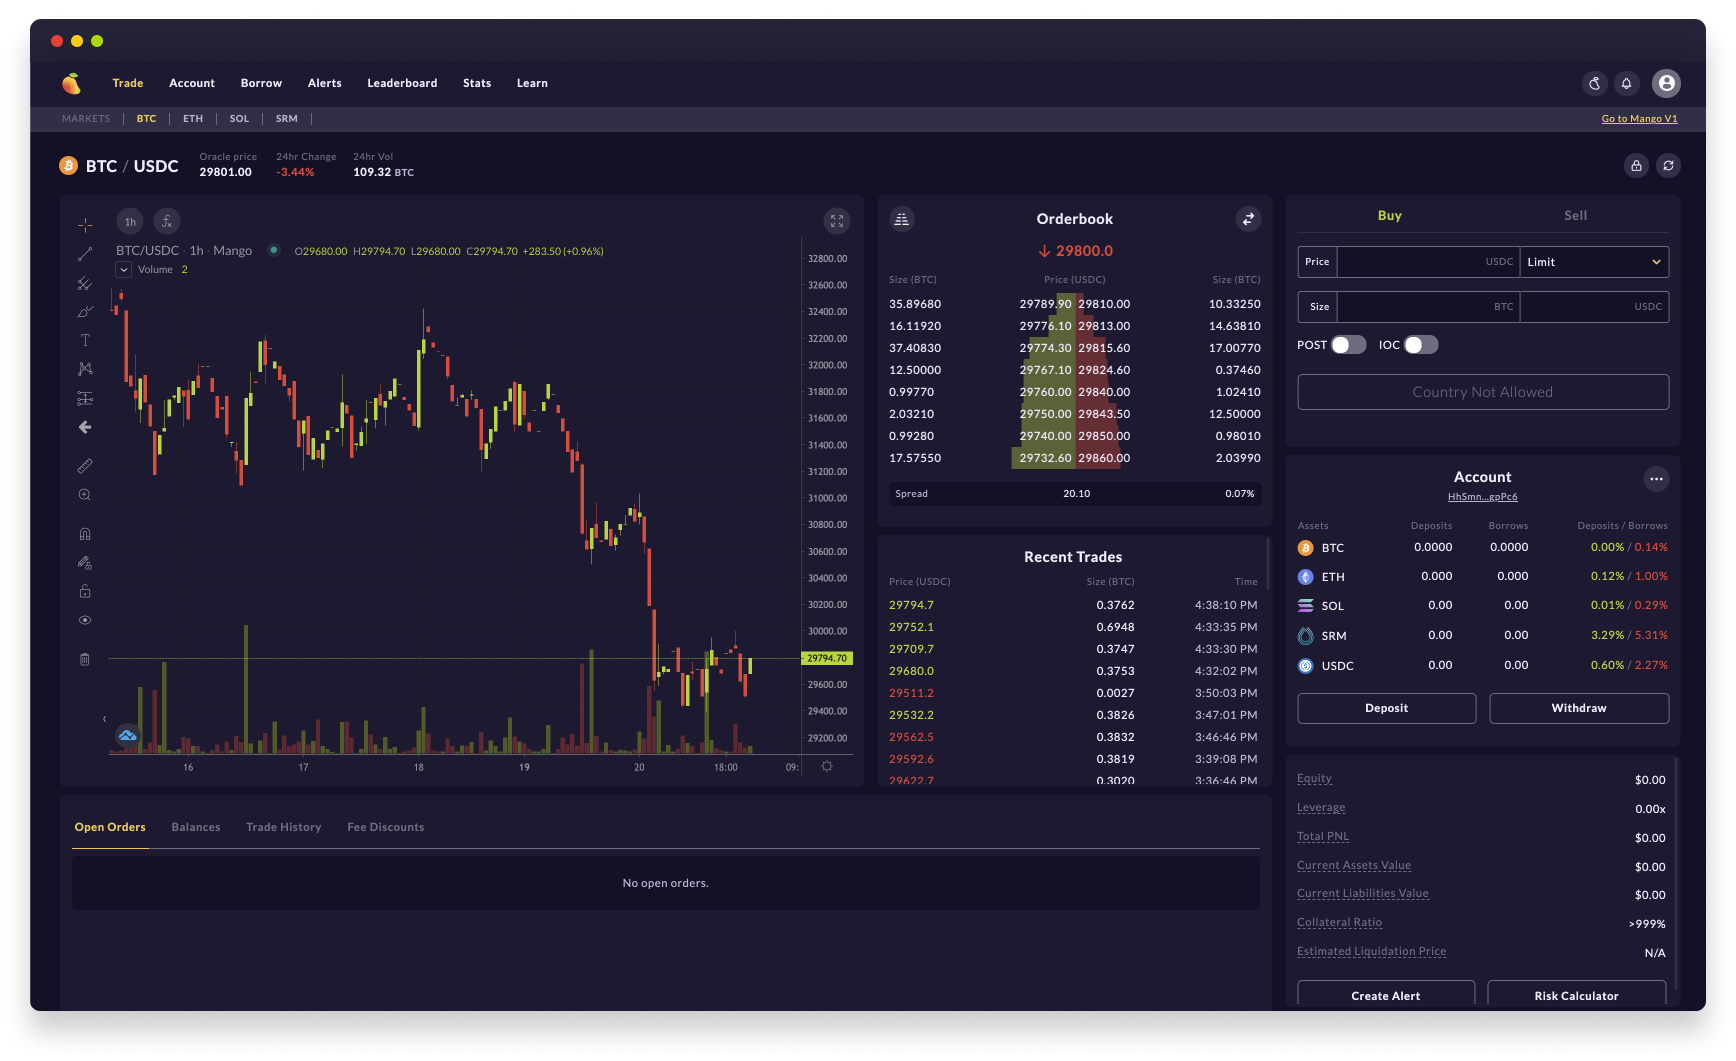 Trade Account Borrow Alerts Leaderboard Stats Learn
MARKETS BTC ETH SOL SRM Go to Mango V1
BTC / USDC
Oracle price 24hr Change 24hr Vol
29801.00 -3.44% 109.32 BTC
1h
BTC/USDC · 1h · Mango O29680.00 H29794.70 L29680.00 C29794.70 +283.50 (+0.96%)
Volume 2
32800.00
32600.00
32400.00
32200.00
32000.00
31800.00
31600.00
31400.00
31200.00
31000.00
30800.00
30600.00
30400.00
30200.00
30000.00
29794.70
29600.00
29400.00
29200.00
16 17 18 19 20 18:00 09:
Orderbook
29800.0
Size (BTC) Price (USDC) Size (BTC)
35.89680 29789.90 29810.00 10.33250
16.11920 29776.10 29813.00 14.63810
37.40830 29774.30 29815.60 17.00770
12.50000 29767.10 29824.60 0.37460
0.99770 29760.00 29840.00 1.02410
2.03210 29750.00 29843.50 12.50000
0.99280 29740.00 29850.00 0.98010
17.57550 29732.60 29860.00 2.03990
Spread 20.10 0.07%
Recent Trades
Price (USDC) Size (BTC) Time
29794.7 0.3762 4:38:10 PM
29752.1 0.6948 4:33:35 PM
29709.7 0.3747 4:33:30 PM
29680.0 0.3753 4:32:02 PM
29511.2 0.0027 3:50:03 PM
29532.2 0.3826 3:47:01 PM
29562.5 0.3832 3:46:46 PM
29592.6 0.3819 3:39:08 PM
29622.7 0.3020 3:36:46 PM
Buy Sell
Price USDC Limit
Size BTC USDC
POST IOC
Country Not Allowed
Account
HhSmn...gpPc6
Assets Deposits Borrows Deposits / Borrows
BTC 0.0000 0.0000 0.00% / 0.14%
ETH 0.000 0.000 0.12% / 1.00%
SOL 0.00 0.00 0.01% / 0.29%
SRM 0.00 0.00 3.29% / 5.31%
USDC 0.00 0.00 0.60% / 2.27%
Deposit Withdraw
Equity $0.00
Leverage 0.00x
Total PNL $0.00
Current Assets Value $0.00
Current Liabilities Value $0.00
Collateral Ratio >999%
Estimated Liquidation Price N/A
Create Alert Risk Calculator
Open Orders Balances Trade History Fee Discounts
No open orders.